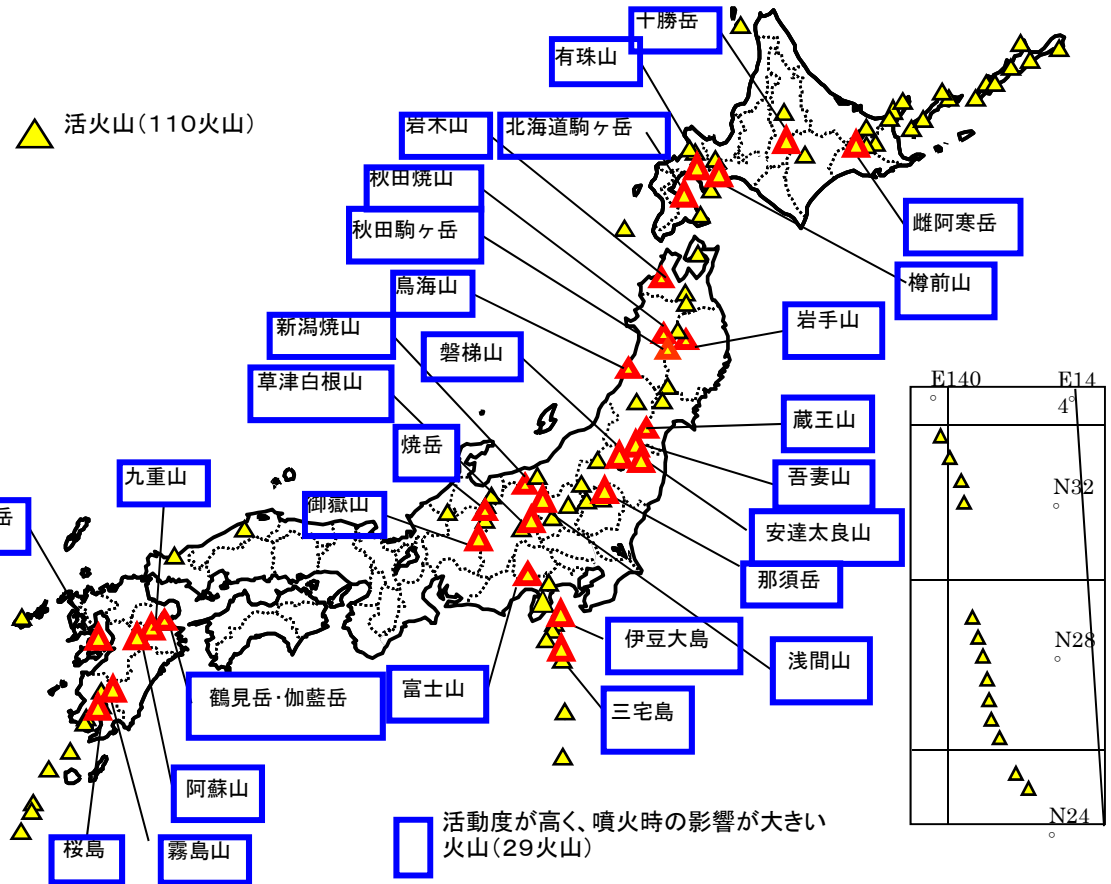 十勝岳
有珠山
活火山(110火山)
岩木山
北海道駒ヶ岳
秋田焼山
秋田駒ヶ岳
雌阿寒岳
樽前山
鳥海山
新潟焼山
磐梯山
岩手山
草津白根山
E140
E14
4
蔵王山
焼岳
九重山
御嶽山
吾妻山
N32
岳
安達太良山
那須岳
伊豆大島
浅間山
N28
鶴見岳・伽藍岳
富士山
三宅島
阿蘇山
桜島
霧島山
N24
活動度が高く、噴火時の影響が大きい
火山(29火山)